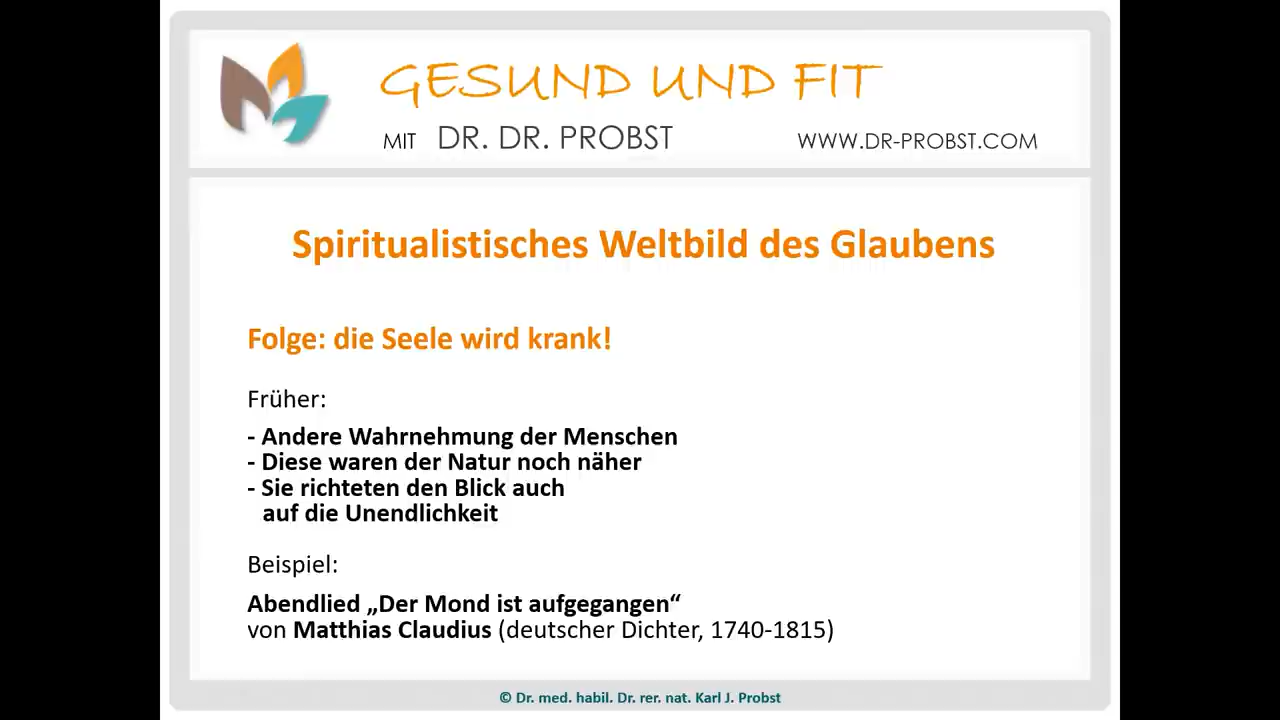 GESUND UND FIT
MIT DR. DR. PROBST WWW.DR-PROBST.COM
Spiritualistisches Weltbild des Glaubens
Folge: die Seele wird krank!
Früher:
- Andere Wahrnehmung der Menschen
- Diese waren der Natur noch näher
- Sie richteten den Blick auch
auf die Unendlichkeit
Beispiel:
Abendlied „Der Mond ist aufgegangen“
von Matthias Claudius (deutscher Dichter, 1740-1815)
© Dr. med. habil. Dr. rer. nat. Karl J. Probst